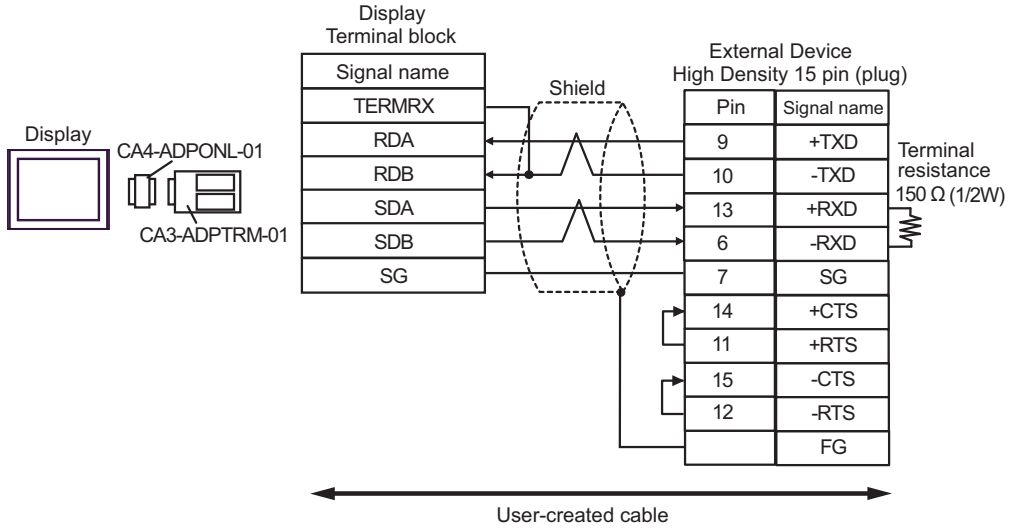 Display
Terminal block
Signal name
TERMRX
RDA
RDB
SDA
SDB
SG
Shield
External Device
High Density 15 pin (plug)
Pin Signal name
9 +TXD
10 -TXD
13 +RXD
6 -RXD
7 SG
14 +CTS
11 +RTS
15 -CTS
12 -RTS
FG
Terminal
resistance
150 Ω (1/2W)
Display
CA4-ADPONL-01
CA3-ADPTRM-01
User-created cable